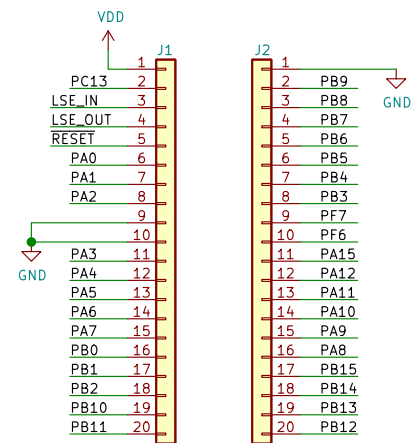 VDD
J1
1
PC13 2
LSE_IN 3
LSE_OUT 4
RESET 5
PA0 6
PA1 7
PA2 8
9
10
GND
PA3 11
PA4 12
PA5 13
PA6 14
PA7 15
PB0 16
PB1 17
PB2 18
PB10 19
PB11 20
J2
1
GND
2 PB9
3 PB8
4 PB7
5 PB6
6 PB5
7 PB4
8 PB3
9 PF7
10 PF6
11 PA15
12 PA12
13 PA11
14 PA10
15 PA9
16 PA8
17 PB15
18 PB14
19 PB13
20 PB12